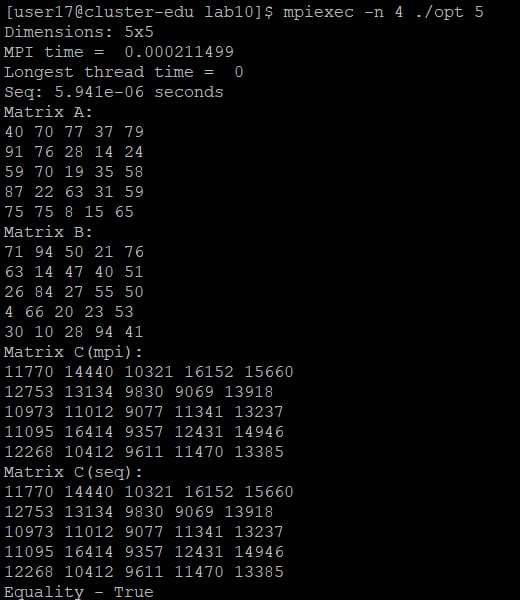 [user17@cluster-edu lab10]$ mpiexec -n 4 ./opt 5
Dimensions: 5x5
MPI time =  0.000211499
Longest thread time =  0
Seq: 5.941e-06 seconds
Matrix A:
40 70 77 37 79
91 76 28 14 24
59 70 19 35 58
87 22 63 31 59
75 75 8 15 65
Matrix B:
71 94 50 21 76
63 14 47 40 51
26 84 27 55 50
4 66 20 23 53
30 10 28 94 41
Matrix C(mpi):
11770 14440 10321 16152 15660
12753 13134 9830 9069 13918
10973 11012 9077 11341 13237
11095 16414 9357 12431 14946
12268 10412 9611 11470 13385
Matrix C(seq):
11770 14440 10321 16152 15660
12753 13134 9830 9069 13918
10973 11012 9077 11341 13237
11095 16414 9357 12431 14946
12268 10412 9611 11470 13385
Equality - True